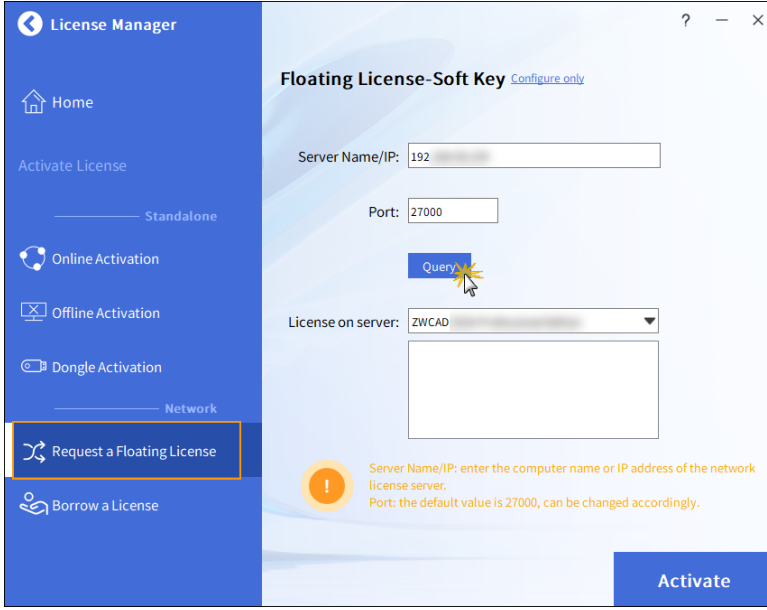 License Manager
?
Home
Activate License
Standalone
Online Activation
Offline Activation
Dongle Activation
Network
Request a Floating License
Borrow a License
Floating License-Soft Key Configure only
Server Name/IP: 192
Port: 27000
Query
License on server: ZWCAD
!
Server Name/IP: enter the computer name or IP address of the network
license server.
Port: the default value is 27000, can be changed accordingly.
Activate